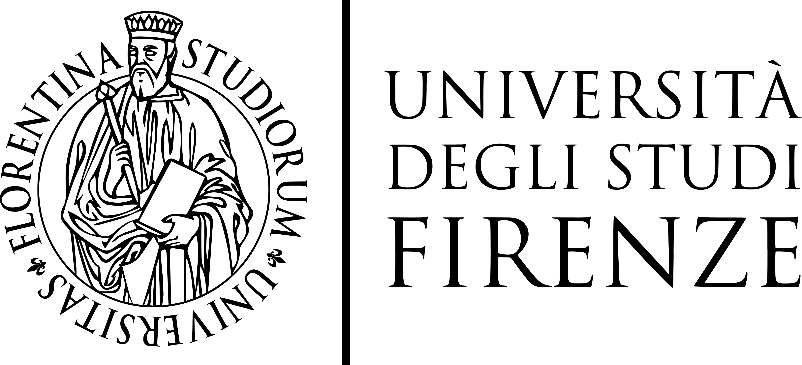 FLORENTINA STUDIORUM UNIVERSITAS
UNIVERSITÀ
DEGLI STUDI
FIRENZE